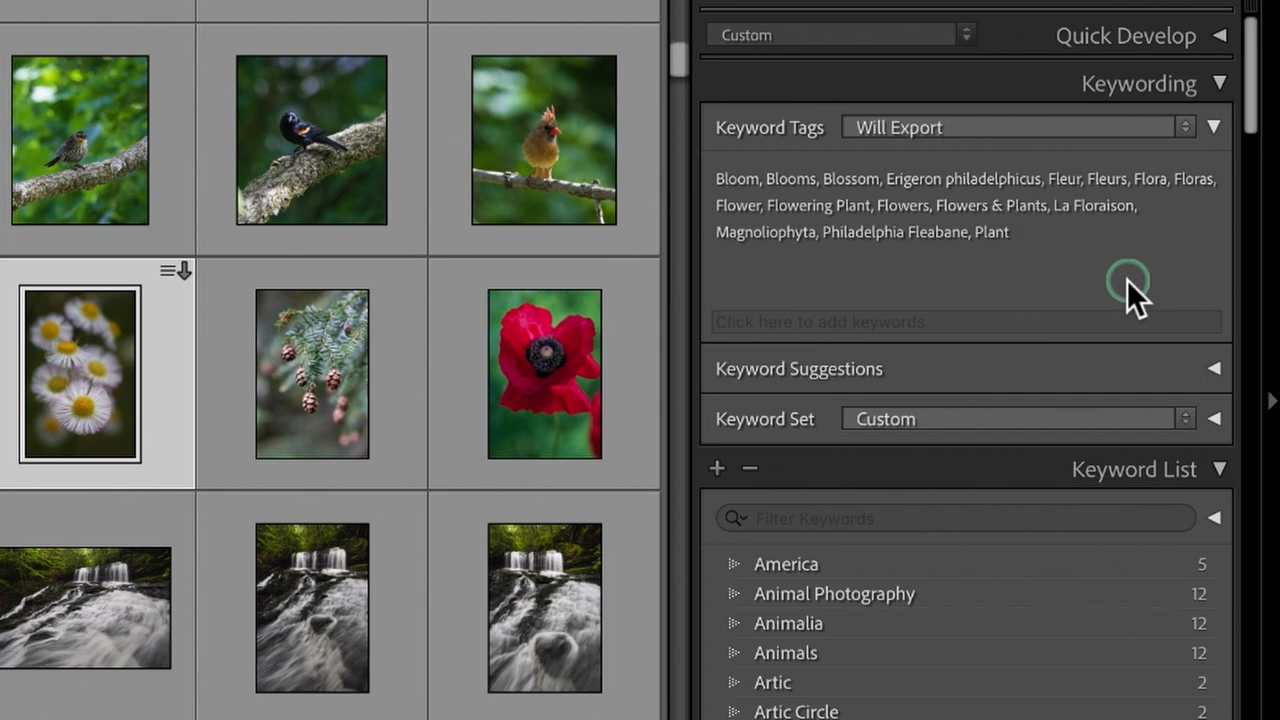 Custom
Quick Develop
Keywording
Keyword Tags
Will Export
Bloom, Blooms, Blossom, Erigeron philadelphicus, Fleur, Fleurs, Flora, Floras,
Flower, Flowering Plant, Flowers, Flowers & Plants, La Floraison,
Magnoliophyta, Philadelphia Fleabane, Plant
Click here to add keywords
Keyword Suggestions
Keyword Set
Custom
Keyword List
Filter Keywords
America 5
Animal Photography 12
Animalia 12
Animals 12
Artic 2
Artic Circle 2